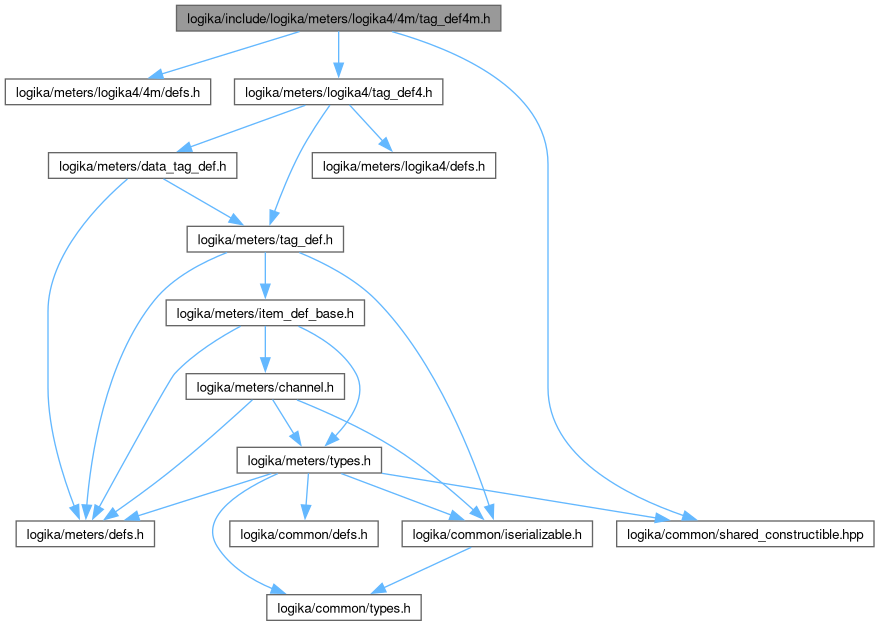 logika/include/logika/meters/logika4/4m/tag_def4m.h
logika/meters/logika4/4m/defs.h
logika/meters/logika4/tag_def4.h
logika/meters/data_tag_def.h
logika/meters/logika4/defs.h
logika/meters/tag_def.h
logika/meters/item_def_base.h
logika/meters/channel.h
logika/meters/types.h
logika/meters/defs.h
logika/common/defs.h
logika/common/iserializable.h
logika/common/shared_constructible.hpp
logika/common/types.h